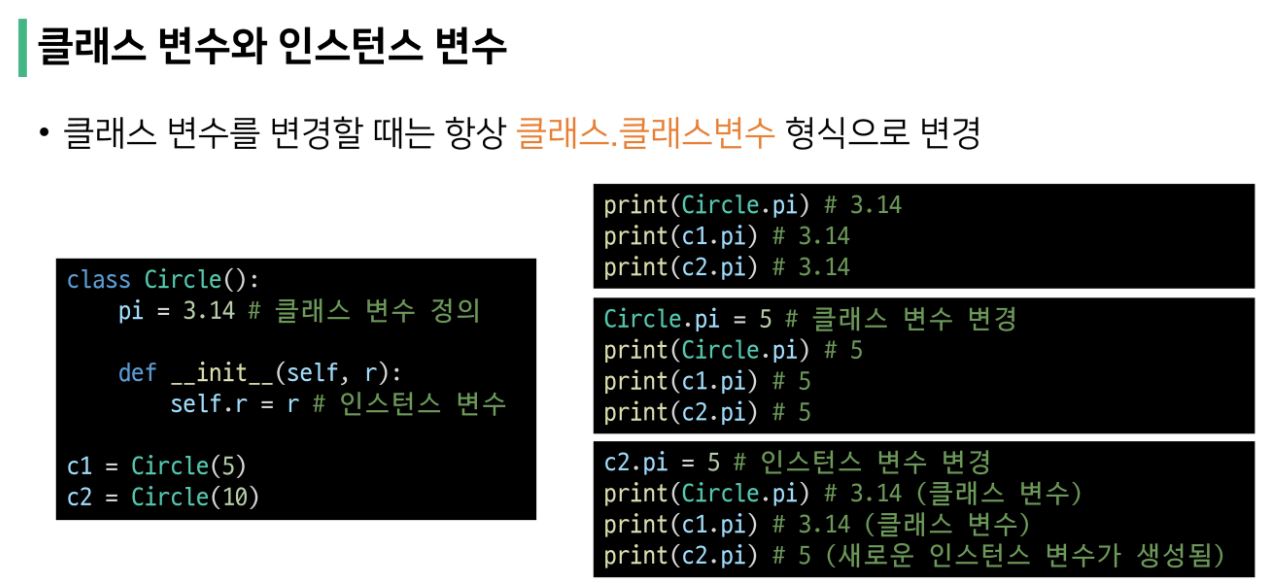 클래스 변수와 인스턴스 변수
• 클래스 변수를 변경할 때는 항상 클래스.클래스변수 형식으로 변경
class Circle():
    pi = 3.14 # 클래스 변수 정의
    def __init__(self, r):
        self.r = r # 인스턴스 변수
c1 = Circle(5)
c2 = Circle(10)
print(Circle.pi) # 3.14
print(c1.pi) # 3.14
print(c2.pi) # 3.14
Circle.pi = 5 # 클래스 변수 변경
print(Circle.pi) # 5
print(c1.pi) # 5
print(c2.pi) # 5
c2.pi = 5 # 인스턴스 변수 변경
print(Circle.pi) # 3.14 (클래스 변수)
print(c1.pi) # 3.14 (클래스 변수)
print(c2.pi) # 5 (새로운 인스턴스 변수가 생성됨)